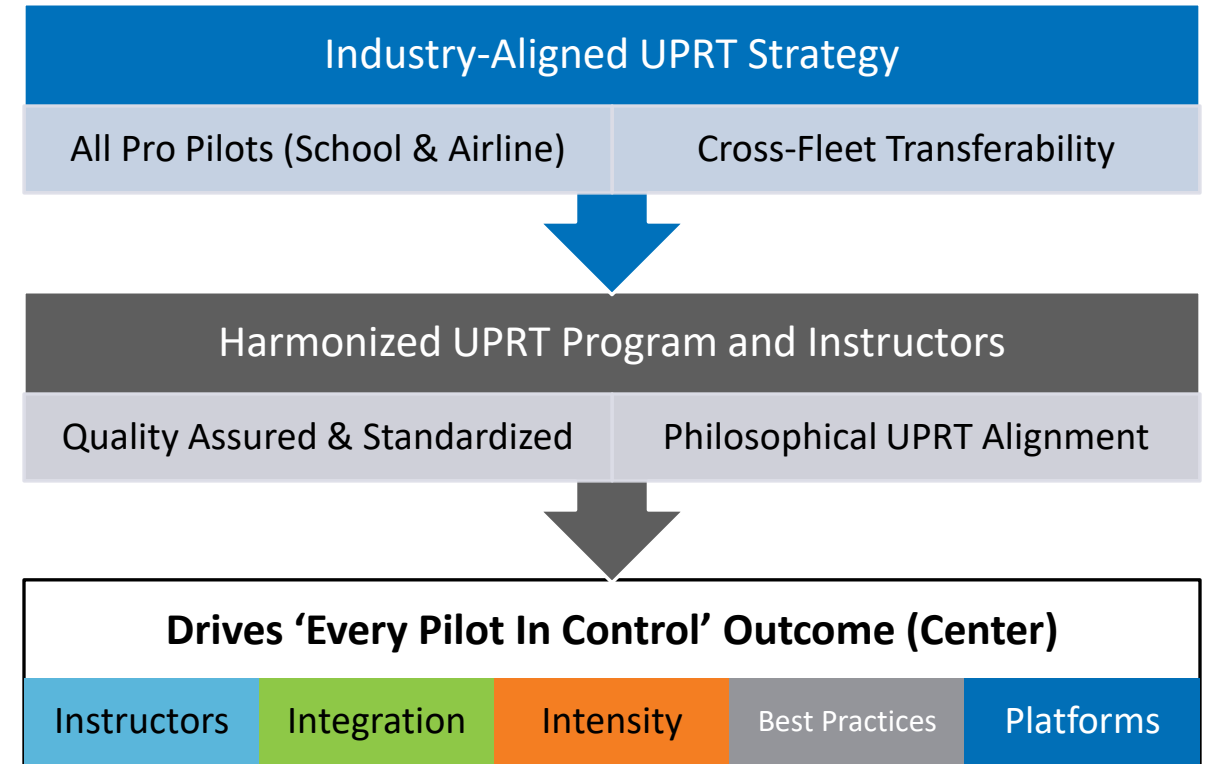 Industry-Aligned UPRT Strategy
All Pro Pilots (School & Airline)
Cross-Fleet Transferability
Harmonized UPRT Program and Instructors
Quality Assured & Standardized
Philosophical UPRT Alignment
Drives ‘Every Pilot In Control’ Outcome (Center)
Instructors
Integration
Intensity
Best Practices
Platforms